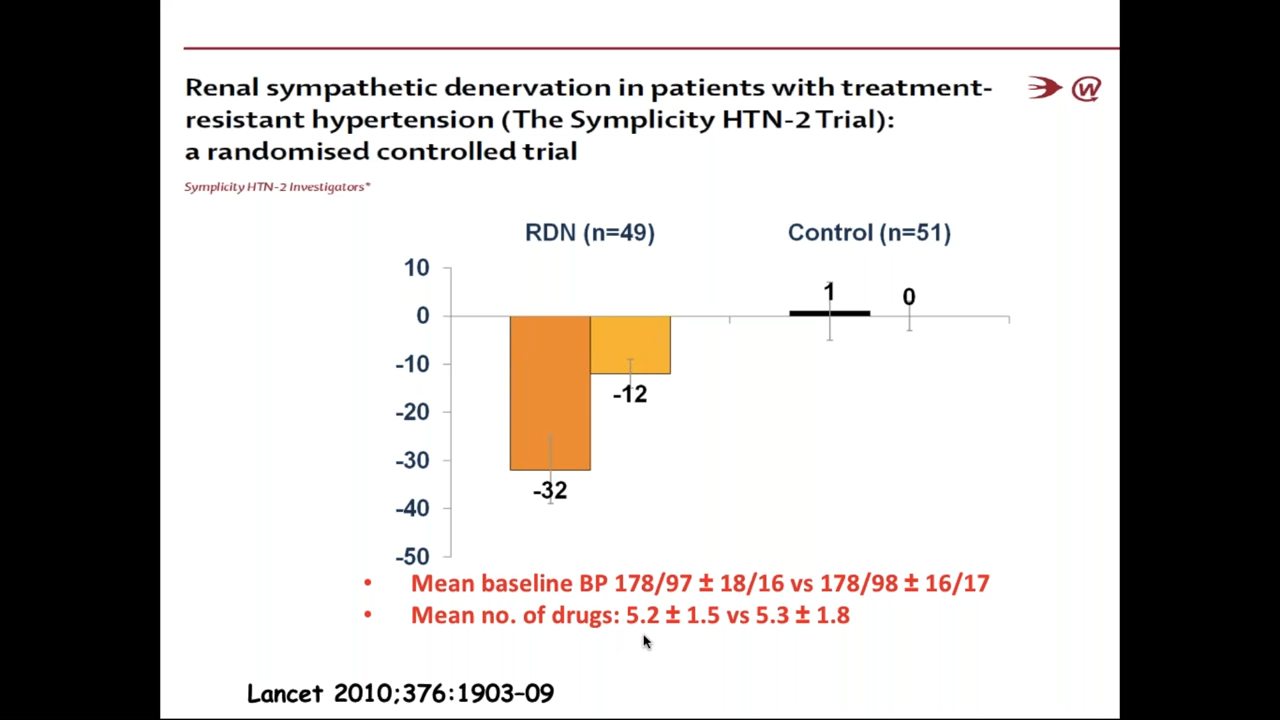 Renal sympathetic denervation in patients with treatment-
resistant hypertension (The Symplicity HTN-2 Trial):
a randomised controlled trial
W
Symplicity HTN-2 Investigators*
RDN (n=49)
Control (n=51)
10
0
-10
-20
-30
-40
-50
-32
-12
1
0
• Mean baseline BP 178/97 ± 18/16 vs 178/98 ± 16/17
• Mean no. of drugs: 5.2 ± 1.5 vs 5.3 ± 1.8
Lancet 2010;376:1903–09